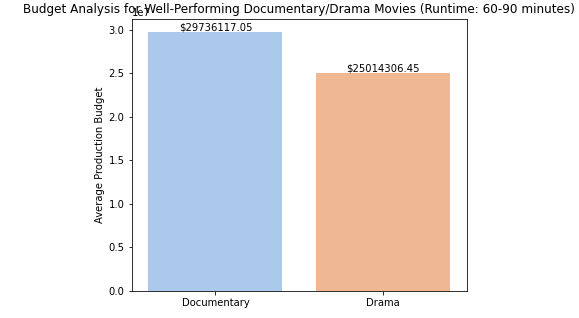 Budget Analysis for Well-Performing Documentary/Drama Movies (Runtime: 60-90 minutes)
1e7
3.0
2.5
2.0
1.5
1.0
0.5
0.0
Average Production Budget
$29736117.05
$25014306.45
Documentary
Drama